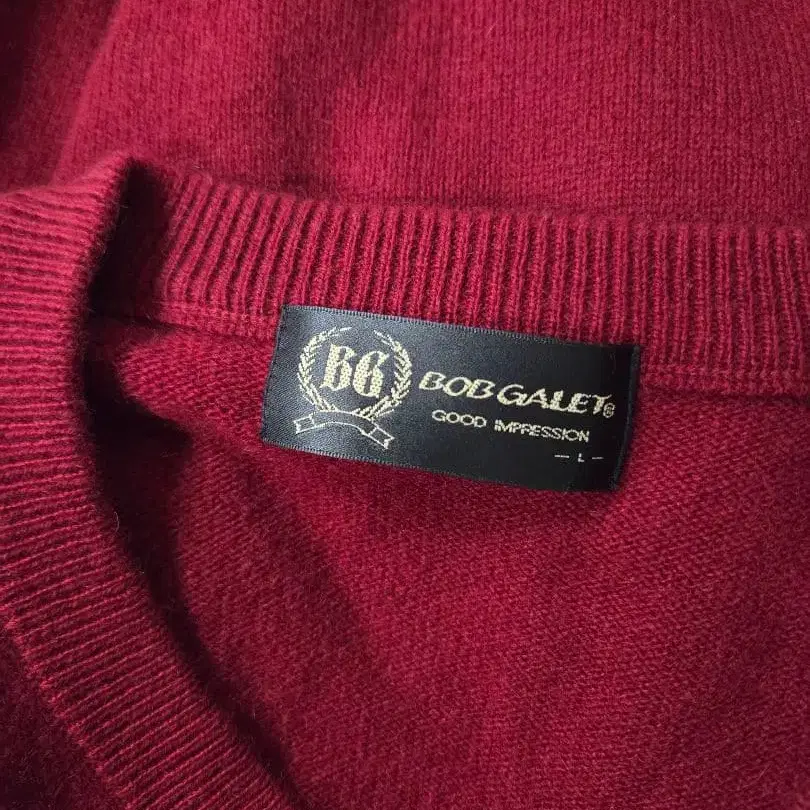 BG
BOB GALET®
GOOD IMPRESSION
— L —